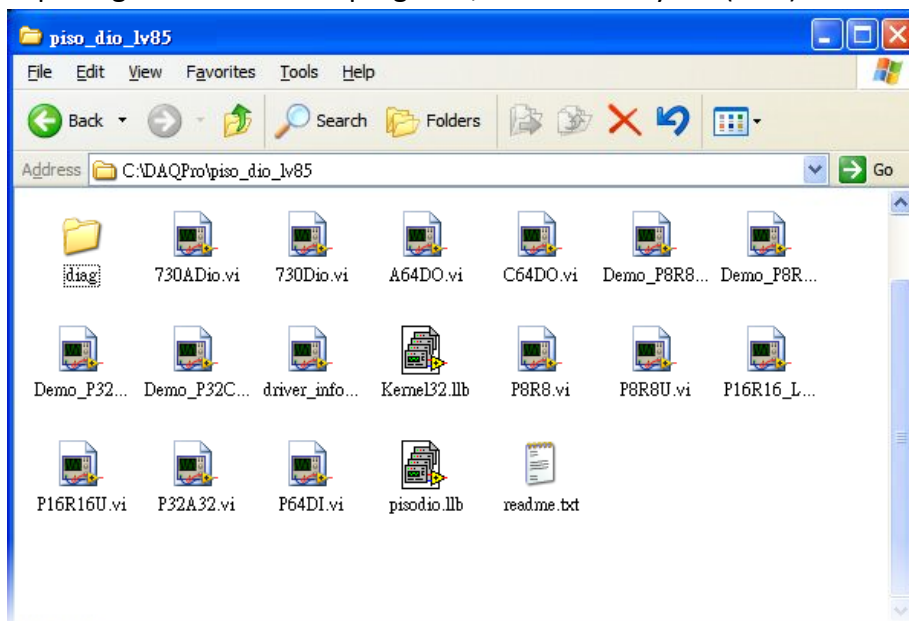 piso_dio_lv85
File Edit View Favorites Tools Help
Back Search Folders
Address C:\DAQPro\piso_dio_lv85 Go
diag 730ADio.vi 730Dio.vi A64DO.vi C64DO.vi Demo_P8R8... Demo_P8R...
Demo_P32... Demo_P32C... driver_info... Kernel32.llb P8R8.vi P8R8U.vi P16R16_L...
P16R16U.vi P32A32.vi P64DI.vi pisodio.llb readme.txt